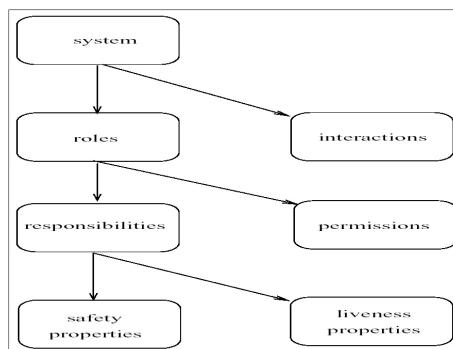 system
roles
interactions
responsibilities
permissions
safety
properties
liveness
properties